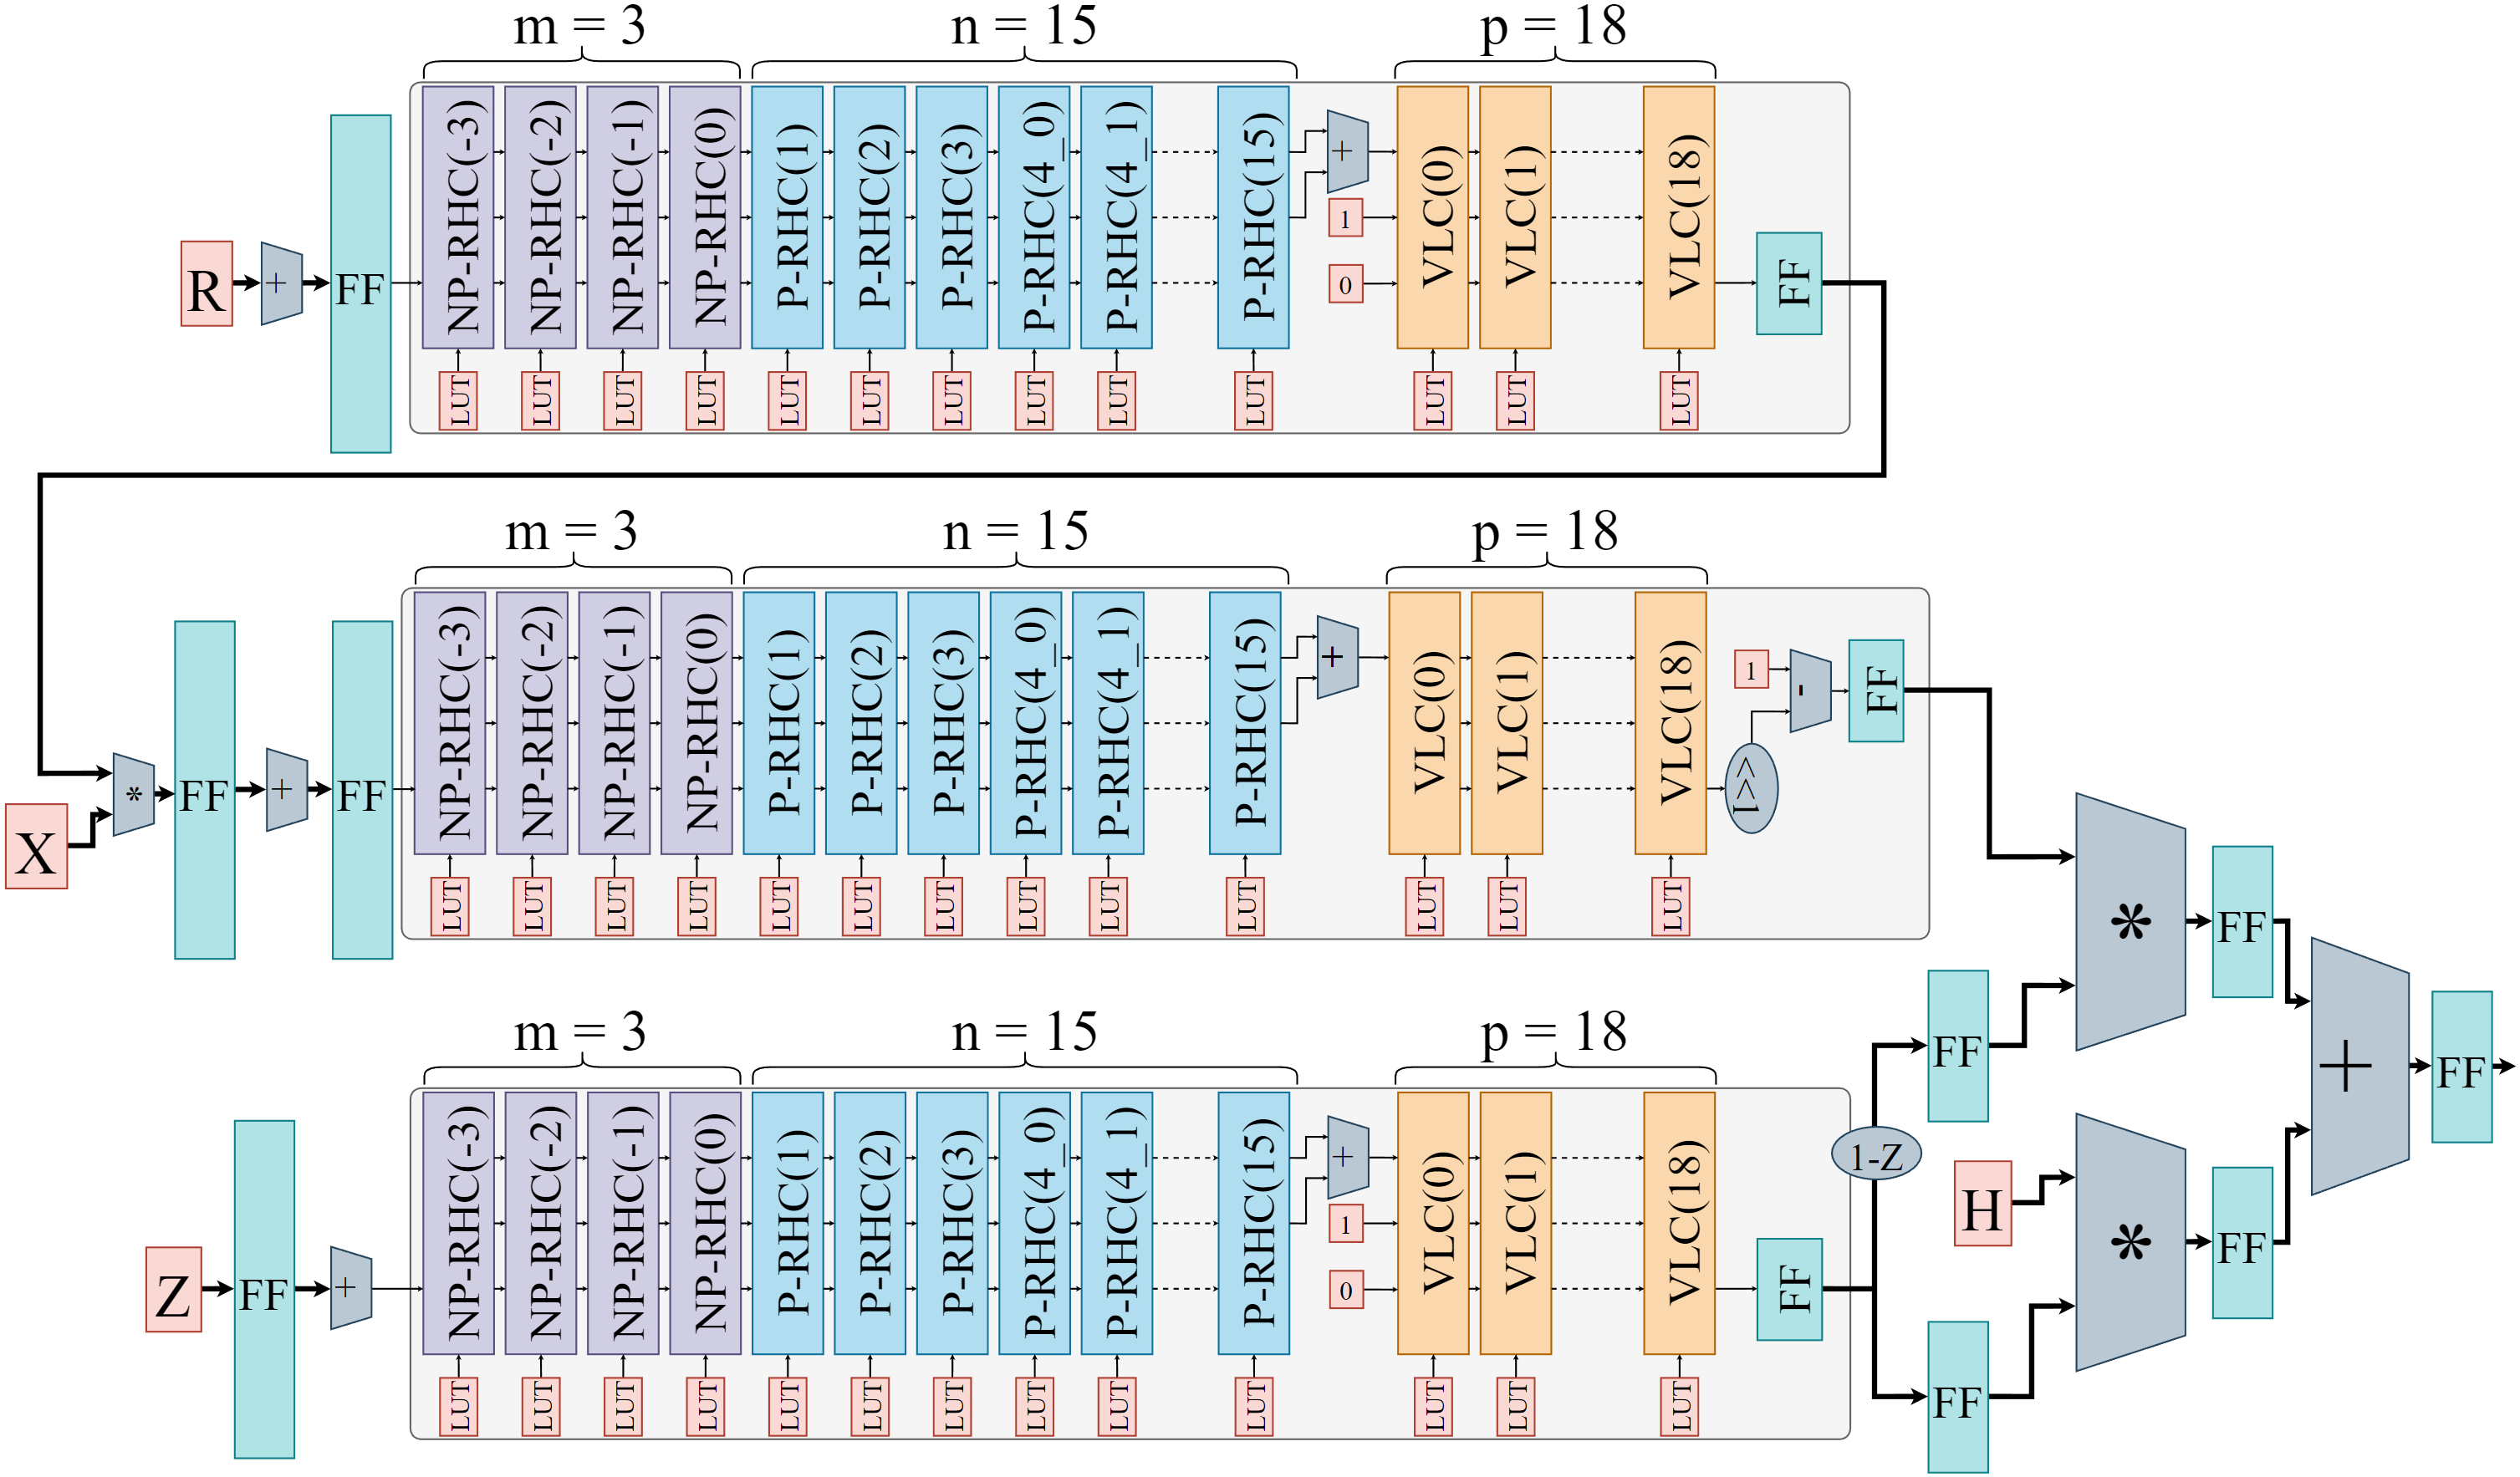 m = 3
n = 15
p = 18
R
+
FF
NP-RHC(-3)
NP-RHC(-2)
NP-RHC(-1)
NP-RHC(0)
P-RHC(1)
P-RHC(2)
P-RHC(3)
P-RHC(4_0)
P-RHC(4_1)
P-RHC(15)
+
1
0
VLC(0)
VLC(1)
VLC(18)
FF
LUT
LUT
LUT
LUT
LUT
LUT
LUT
LUT
LUT
LUT
LUT
LUT
LUT
m = 3
n = 15
p = 18
X
*
FF
+
FF
NP-RHC(-3)
NP-RHC(-2)
NP-RHC(-1)
NP-RHC(0)
P-RHC(1)
P-RHC(2)
P-RHC(3)
P-RHC(4_0)
P-RHC(4_1)
P-RHC(15)
+
VLC(0)
VLC(1)
VLC(18)
1<<
1
-
FF
LUT
LUT
LUT
LUT
LUT
LUT
LUT
LUT
LUT
LUT
LUT
LUT
LUT
m = 3
n = 15
p = 18
Z
FF
+
NP-RHC(-3)
NP-RHC(-2)
NP-RHC(-1)
NP-RHC(0)
P-RHC(1)
P-RHC(2)
P-RHC(3)
P-RHC(4_0)
P-RHC(4_1)
P-RHC(15)
+
1
0
VLC(0)
VLC(1)
VLC(18)
FF
LUT
LUT
LUT
LUT
LUT
LUT
LUT
LUT
LUT
LUT
LUT
LUT
LUT
1-Z
FF
FF
H
*
*
FF
FF
+
FF